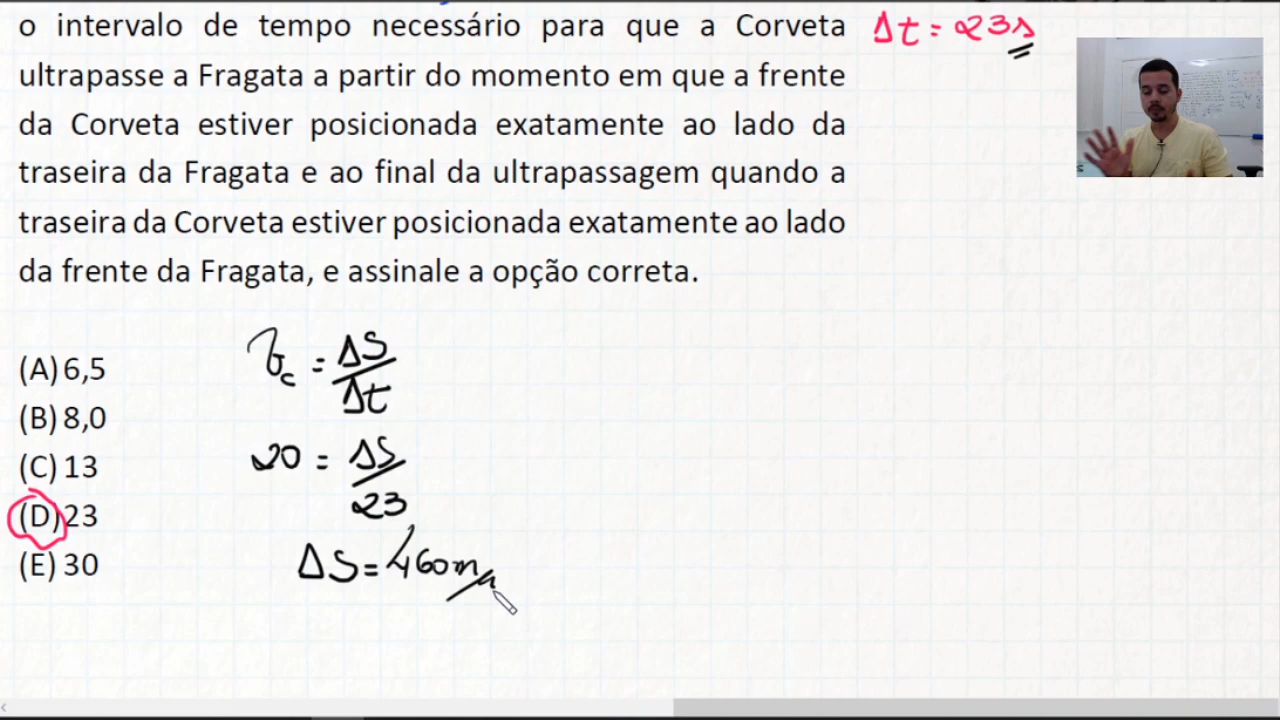 o intervalo de tempo necessário para que a Corveta
ultrapasse a Fragata a partir do momento em que a frente
da Corveta estiver posicionada exatamente ao lado da
traseira da Fragata e ao final da ultrapassagem quando a
traseira da Corveta estiver posicionada exatamente ao lado
da frente da Fragata, e assinale a opção correta.
Δt = 23s
(A) 6,5
(B) 8,0
(C) 13
(D) 23
(E) 30
v_c = ΔS/Δt
20 = ΔS/23
ΔS = 460m